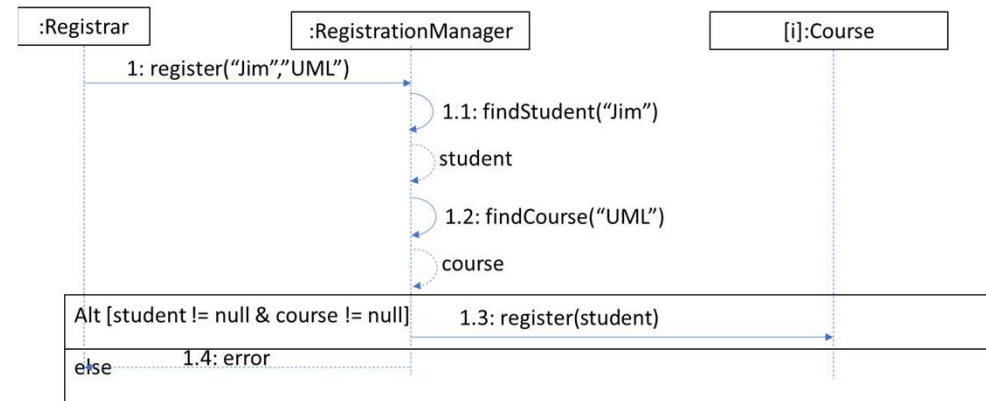 :Registrar
:RegistrationManager
[i]:Course
1: register(“Jim”,”UML”)
1.1: findStudent(“Jim”)
student
1.2: findCourse(“UML”)
course
Alt [student != null & course != null]
1.3: register(student)
1.4: error
else